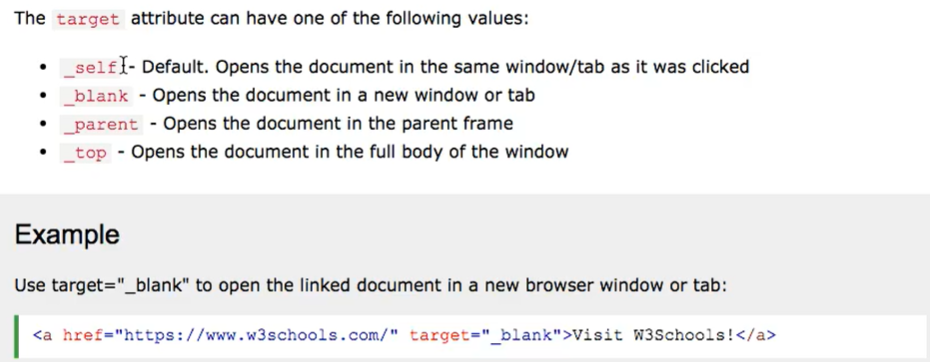 The target attribute can have one of the following values:
• _self - Default. Opens the document in the same window/tab as it was clicked
• _blank - Opens the document in a new window or tab
• _parent - Opens the document in the parent frame
• _top - Opens the document in the full body of the window
Example
Use target="_blank" to open the linked document in a new browser window or tab:
<a href="https://www.w3schools.com/" target="_blank">Visit W3Schools!</a>